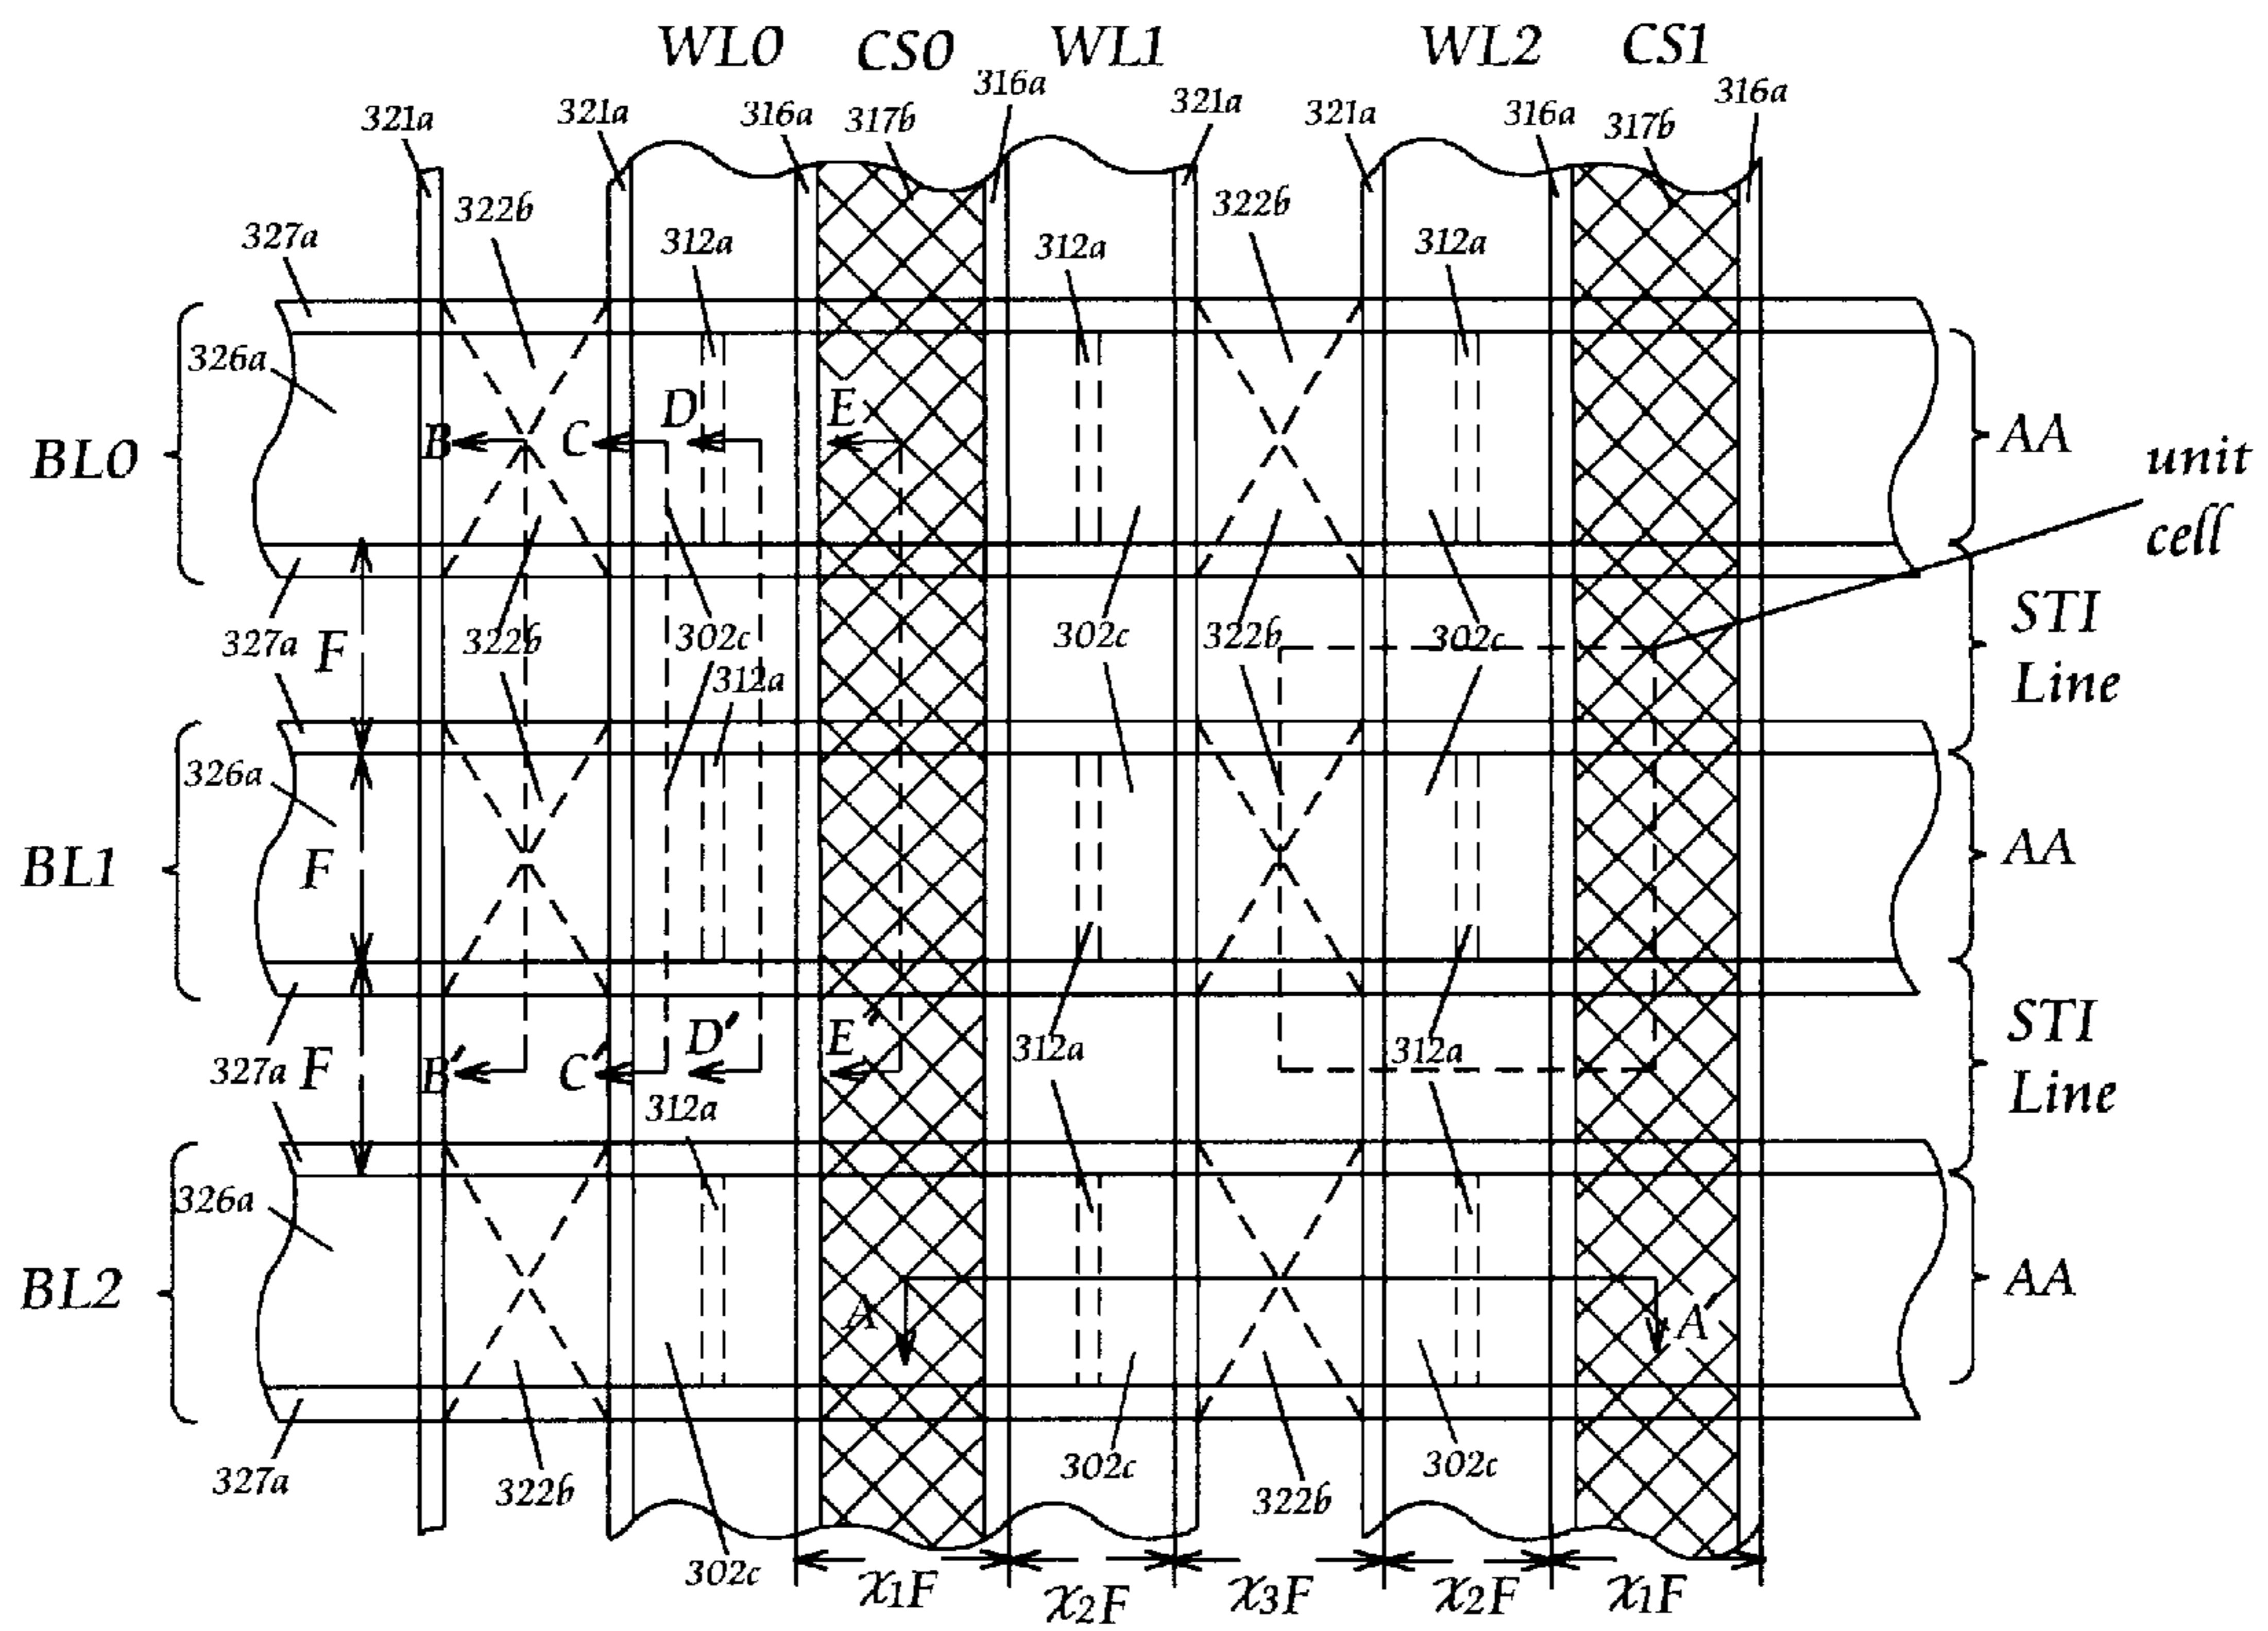 WL0 CS0 WL1 WL2 CS1
321a 321a 316a 317b 316a 321a 321a 316a 317b 316a
322b 322b
327a 312a 312a 312a
326a
BL0 B C D E AA unit
cell
327a F 322b 302c 302c 322b 302c STI
Line
312a
326a
BL1 F AA
327a F B' C' D' E' 312a 312a STI
Line
312a
326a
BL2 A A' AA
327a 322b 302c 302c 322b 302c
χ1F χ2F χ3F χ2F χ1F